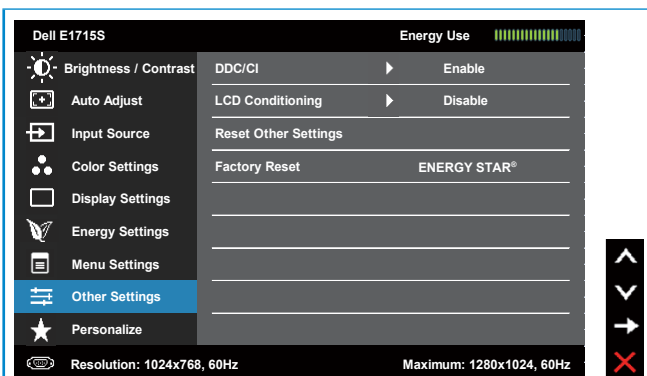 Dell E1715S Energy Use
Brightness / Contrast DDC/CI Enable
Auto Adjust LCD Conditioning Disable
Input Source Reset Other Settings
Color Settings Factory Reset ENERGY STAR®
Display Settings
Energy Settings
Menu Settings
Other Settings
Personalize
Resolution: 1024x768, 60Hz Maximum: 1280x1024, 60Hz